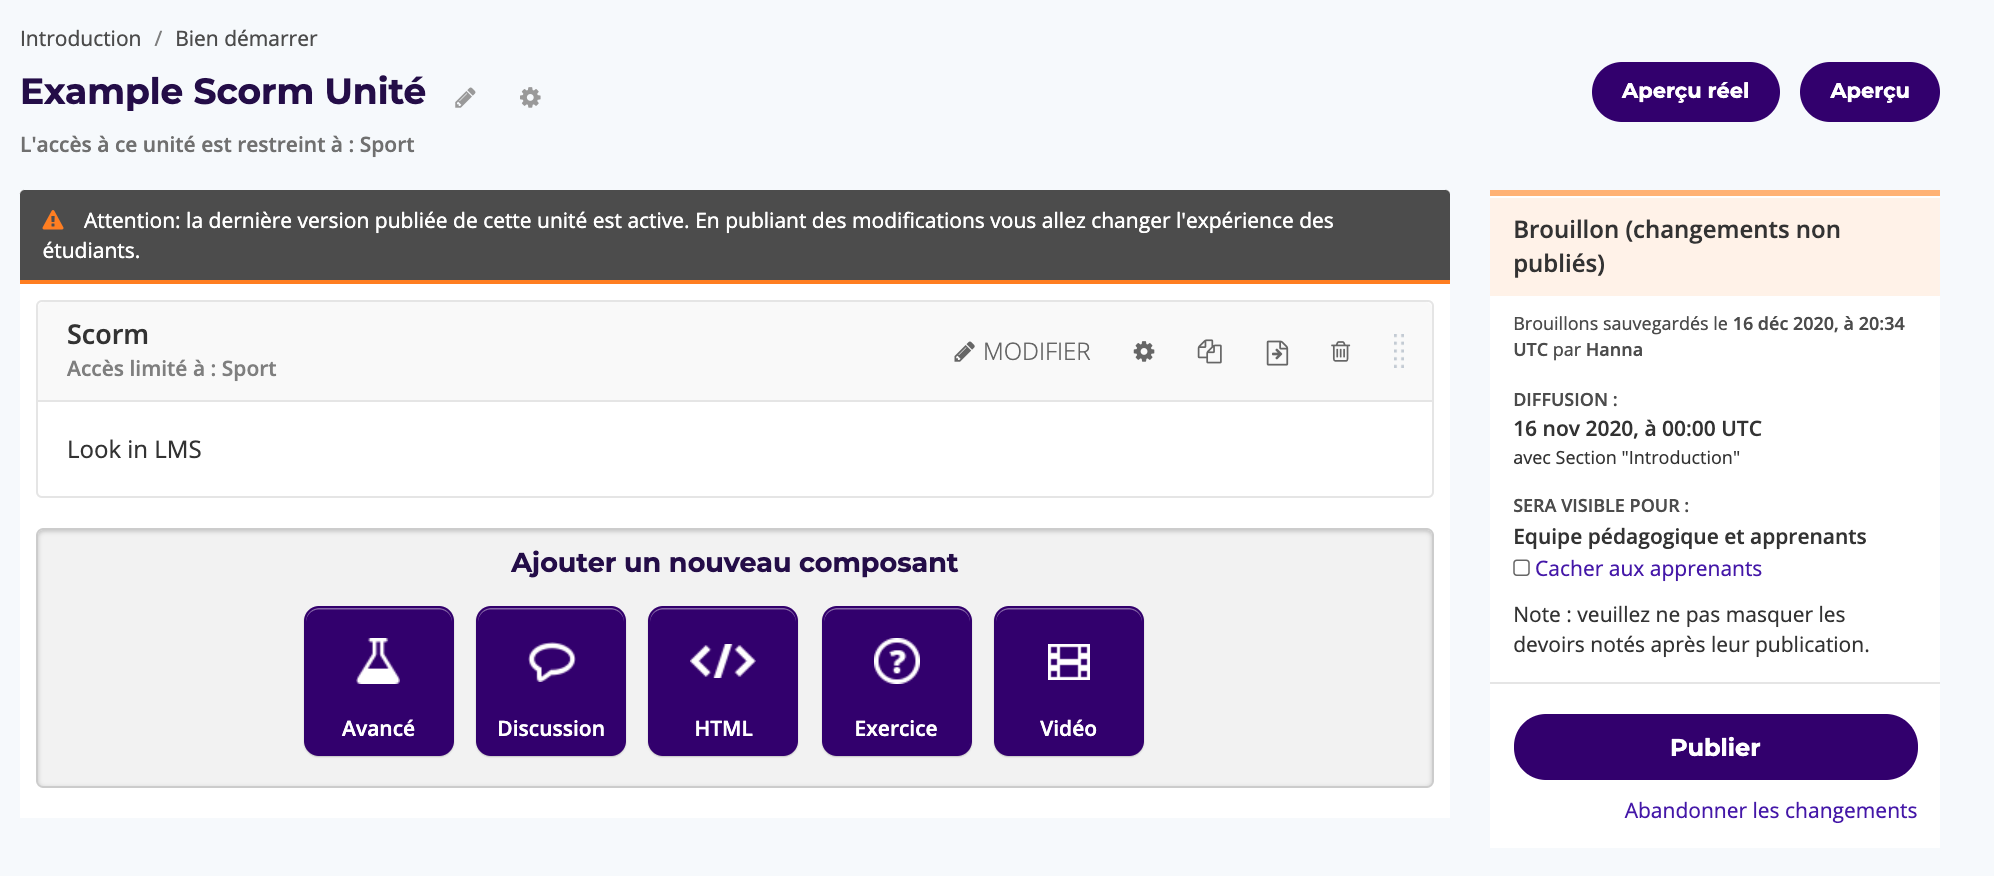 Introduction / Bien démarrer
Example Scorm Unité
Aperçu réel
Aperçu
L'accès à ce unité est restreint à : Sport
Attention: la dernière version publiée de cette unité est active. En publiant des modifications vous allez changer l'expérience des
étudiants.
Scorm
Accès limité à : Sport
MODIFIER
Look in LMS
Ajouter un nouveau composant
Avancé
Discussion
HTML
Exercice
Vidéo
Brouillon (changements non
publiés)
Brouillons sauvegardés le 16 déc 2020, à 20:34
UTC par Hanna
DIFFUSION :
16 nov 2020, à 00:00 UTC
avec Section "Introduction"
SERA VISIBLE POUR :
Equipe pédagogique et apprenants
Cacher aux apprenants
Note : veuillez ne pas masquer les
devoirs notés après leur publication.
Publier
Abandonner les changements